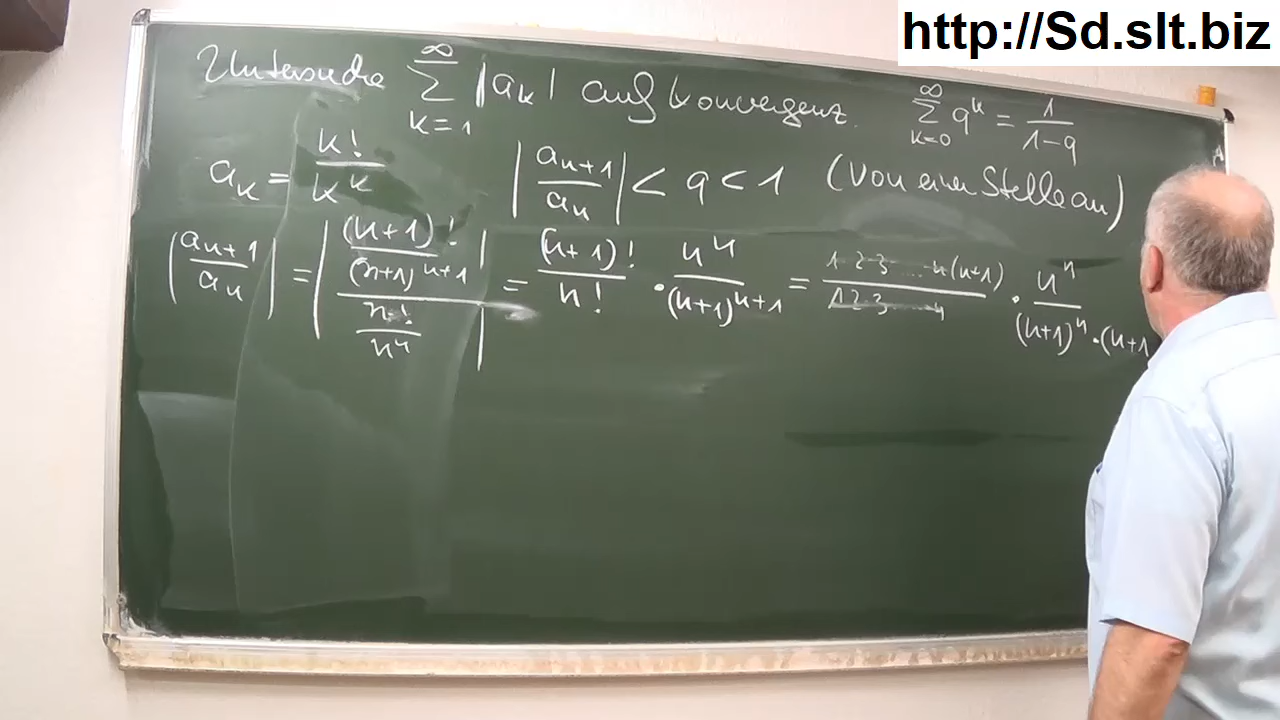 http://Sd.slt.biz
Untersuche ∑_{k=1}^{∞} |a_k| auf Konvergenz. ∑_{k=0}^{∞} q^k = 1/(1-q)
a_k = k!/k^k |a_{n+1}/a_n| < q < 1 (von einer Stelle an)
|a_{n+1}/a_n| = |((n+1)!/(n+1)^{n+1})/(n!/n^n)| = (n+1)!/n! · n^n/(n+1)^{n+1} = (1·2·3·...·n(n+1))/(1·2·3·...·n) · n^n/((n+1)^n·(n+1